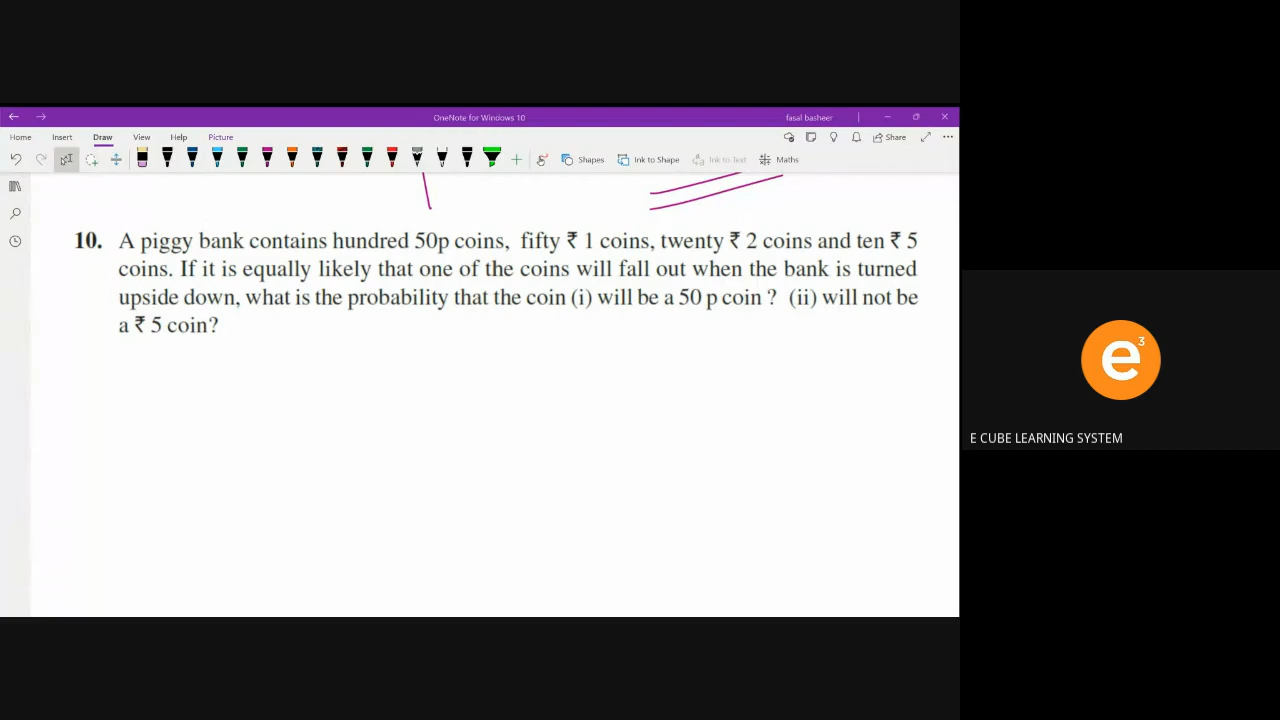 OneNote for Windows 10
fasal basheer
Home Insert Draw View Help Picture
Share
Shapes Ink to Shape Ink to Text Maths
10. A piggy bank contains hundred 50p coins, fifty ₹ 1 coins, twenty ₹ 2 coins and ten ₹ 5
coins. If it is equally likely that one of the coins will fall out when the bank is turned
upside down, what is the probability that the coin (i) will be a 50 p coin ? (ii) will not be
a ₹ 5 coin?
e3
E CUBE LEARNING SYSTEM